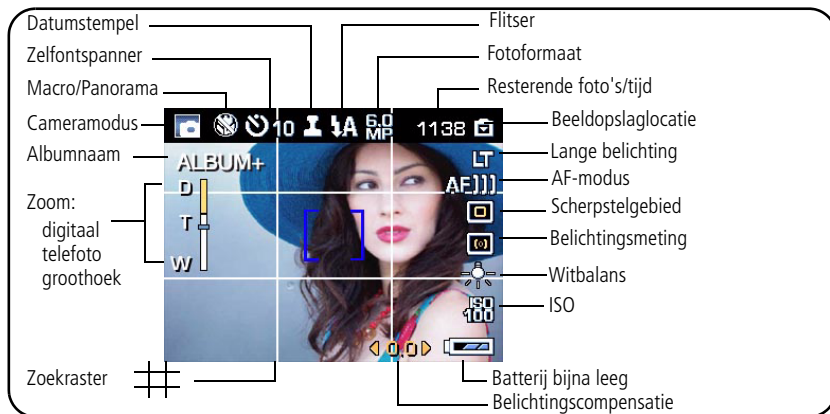 Datumstempel
Zelfontspanner
Macro/Panorama
Cameramodus
Albumnaam
Zoom:
digitaal
telefoto
groothoek
Zoekraster
Flitser
Fotoformaat
Resterende foto's/tijd
Beeldopslaglocatie
Lange belichting
AF-modus
Scherpstelgebied
Belichtingsmeting
Witbalans
ISO
Batterij bijna leeg
Belichtingscompensatie
10 A 6.0 MP 1138
ALBUM+
D
T
W
LT
AF
ISO
100
0.0